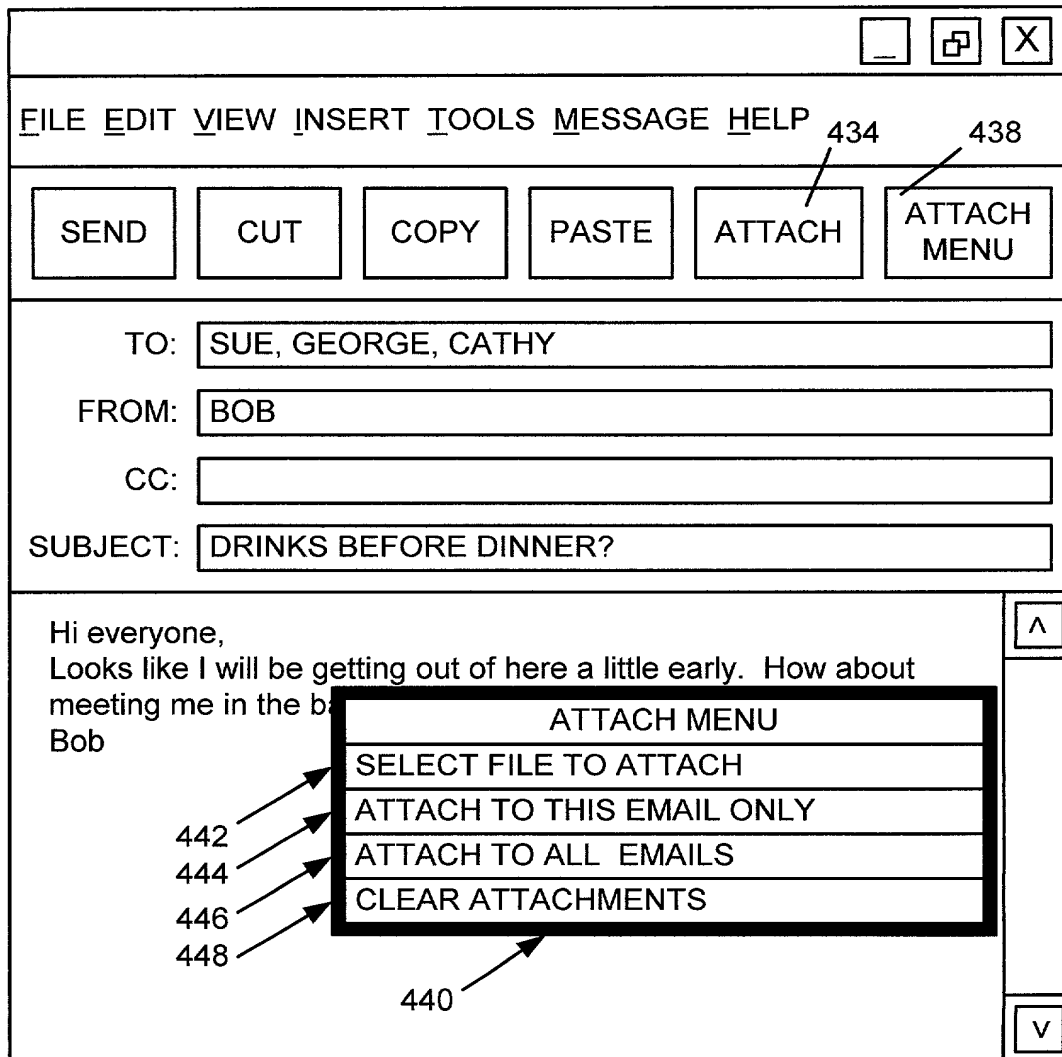 _ X
FILE EDIT VIEW INSERT TOOLS MESSAGE HELP
434 438
SEND CUT COPY PASTE ATTACH ATTACH MENU
TO: SUE, GEORGE, CATHY
FROM: BOB
CC:
SUBJECT: DRINKS BEFORE DINNER?
Hi everyone,
Looks like I will be getting out of here a little early. How about
meeting me in the
Bob
ATTACH MENU
SELECT FILE TO ATTACH
ATTACH TO THIS EMAIL ONLY
ATTACH TO ALL EMAILS
CLEAR ATTACHMENTS
442
444
446
448
440